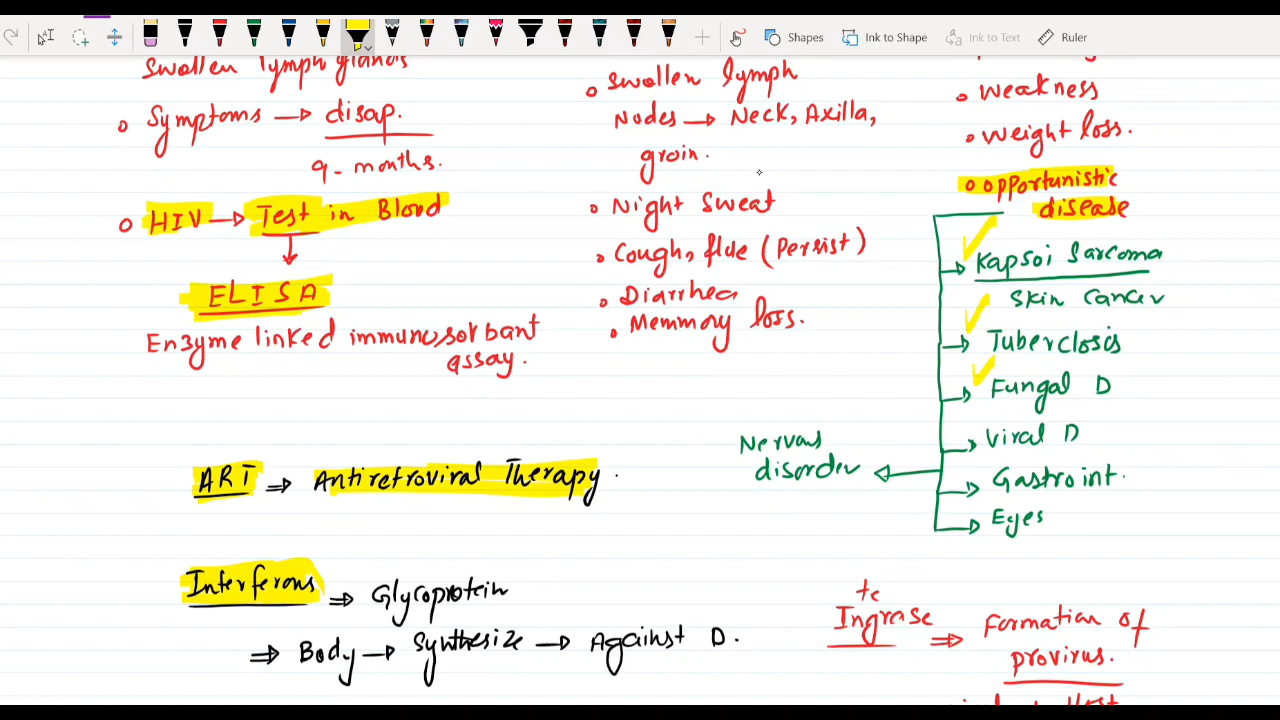 Shapes
Ink to Shape
Ink to Text
Ruler
Swollen lymph glands
Symptoms → disap.
9- months.
HIV → Test in Blood
ELISA
Enzyme linked immunosorbant
assay.
Swollen lymph
Nodes → Neck, Axilla,
groin.
Night Sweat
Cough, flue (Persist)
Diarrhea
Memmory loss.
weakness
weight loss.
opportunistic
disease
Kapsoi Sarcoma
Skin cancer
Tuberclosis
Fungal D
Viral D
Gastroint.
Eyes
Nervous
disorder
ART ⇒ Antiretroviral Therapy.
Interferons ⇒ Glycoprotein
⇒ Body → Synthesize → Against D.
Ingrase ⇒ Formation of
provirus.